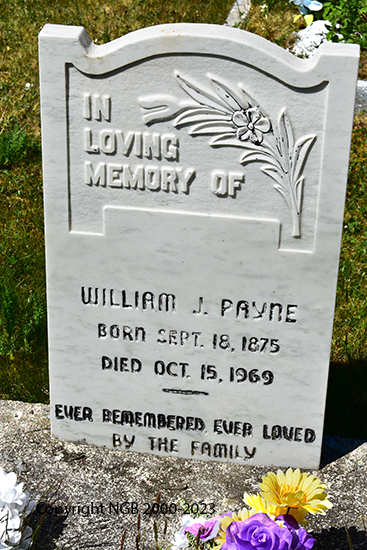 IN
LOVING
MEMORY OF
WILLIAM J. PAYNE
BORN SEPT. 18, 1875
DIED OCT. 15, 1969
EVER REMEMBERED EVER LOVED
BY THE FAMILY
Copyright NGB 2000-2023